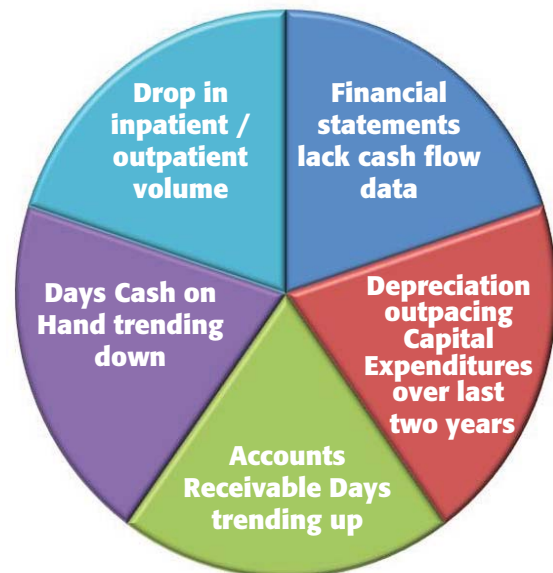 Drop in
inpatient /
outpatient
volume
Financial
statements
lack cash flow
data
Depreciation
outpacing
Capital
Expenditures
over last
two years
Accounts
Receivable Days
trending up
Days Cash on
Hand trending
down